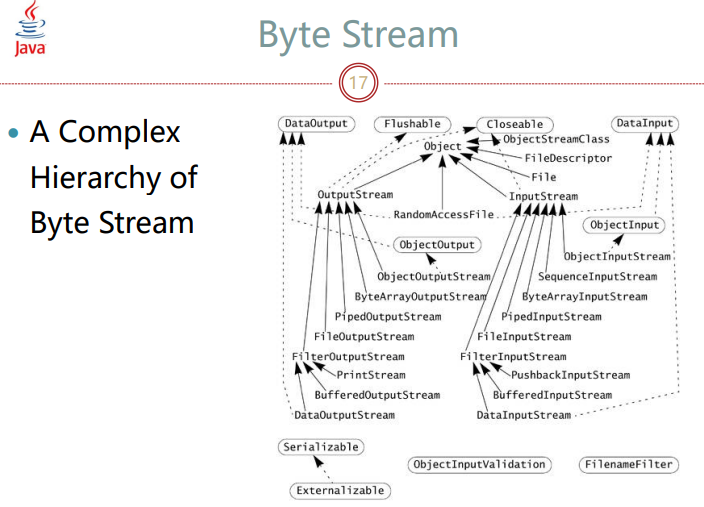 Java
Byte Stream
17
• A Complex
Hierarchy of
Byte Stream
DataOutput
Flushable
Closeable
DataInput
Object
ObjectStreamClass
FileDescriptor
File
OutputStream
InputStream
RandomAccessFile
ObjectInput
ObjectOutput
ObjectInputStream
ObjectOutputStream
SequenceInputStream
ByteArrayOutputStream
ByteArrayInputStream
PipedOutputStream
PipedInputStream
FileOutputStream
FileInputStream
FilterOutputStream
FilterInputStream
PrintStream
PushbackInputStream
BufferedOutputStream
BufferedInputStream
DataOutputStream
DataInputStream
Serializable
ObjectInputValidation
FilenameFilter
Externalizable